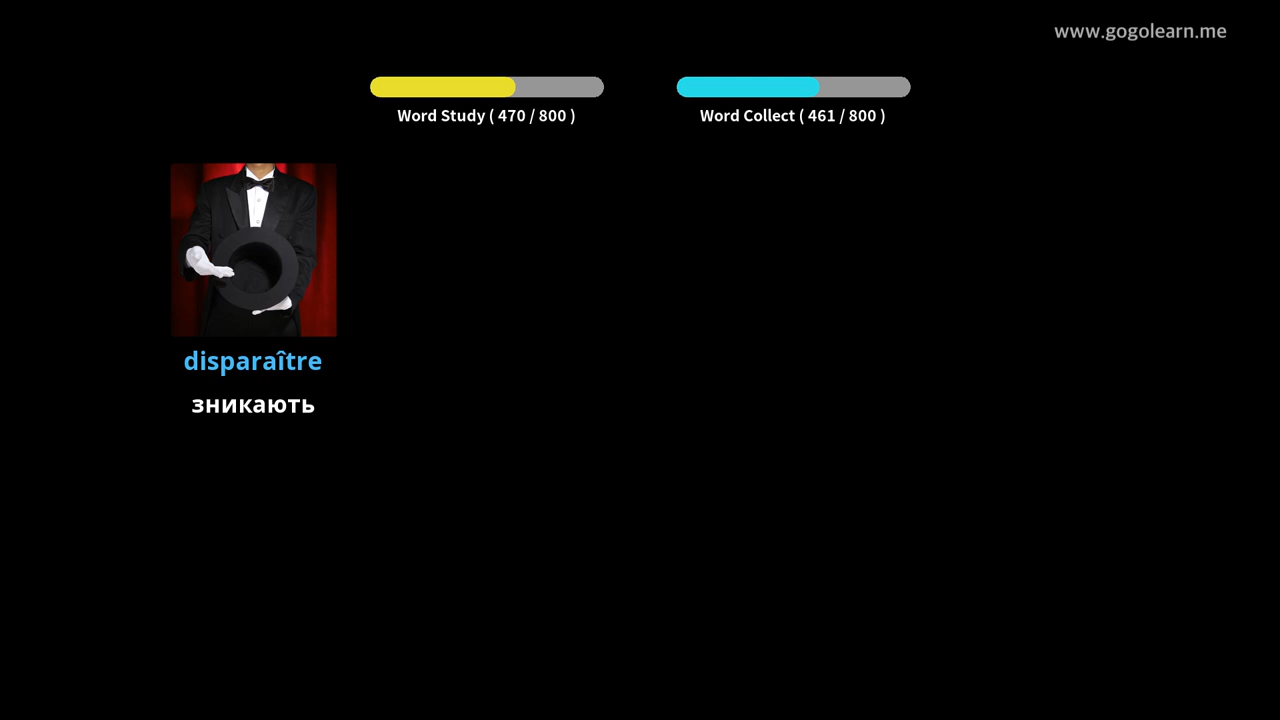 www.gogolearn.me
Word Study ( 470 / 800 )
Word Collect ( 461 / 800 )
disparaître
зникають